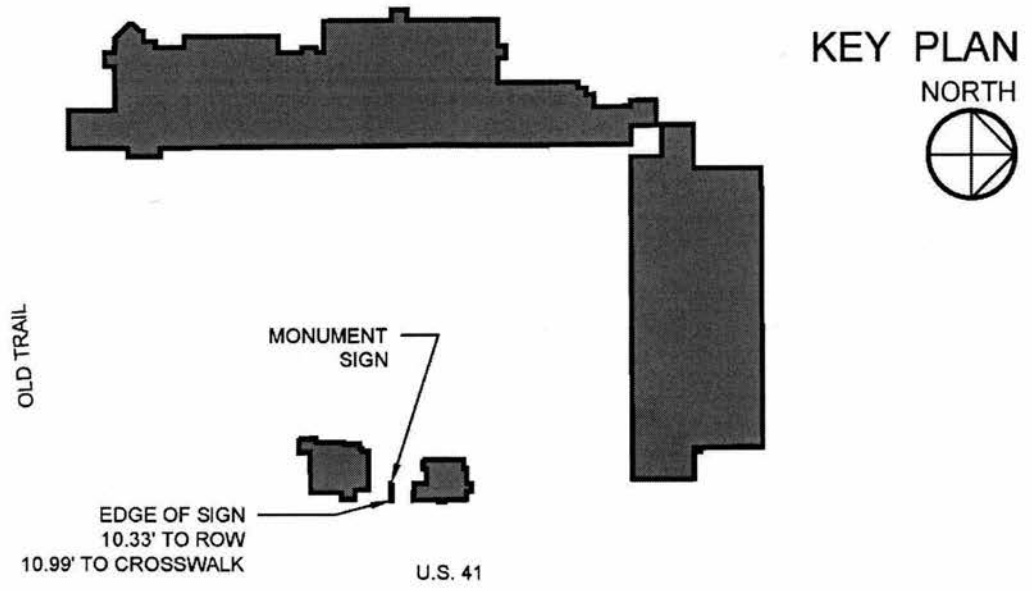 KEY PLAN
NORTH
OLD TRAIL
MONUMENT
SIGN
EDGE OF SIGN
10.33' TO ROW
10.99' TO CROSSWALK
U.S. 41